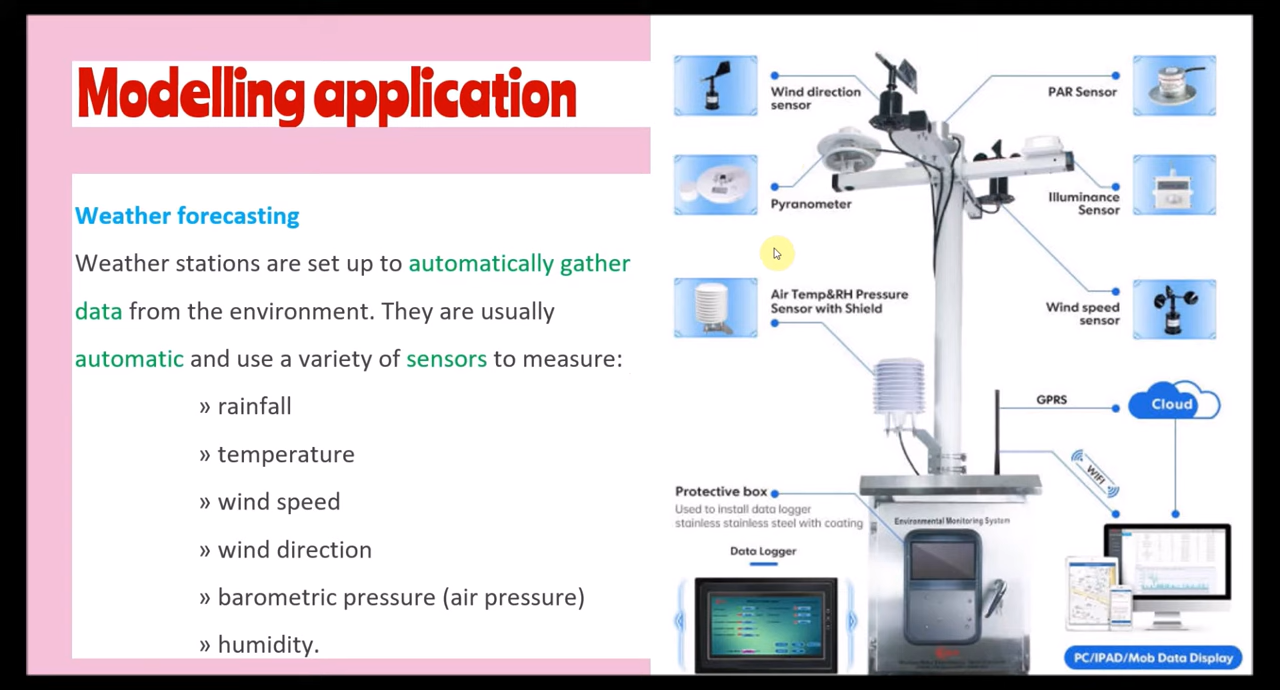 Modelling application
Weather forecasting
Weather stations are set up to automatically gather
data from the environment. They are usually
automatic and use a variety of sensors to measure:
» rainfall
» temperature
» wind speed
» wind direction
» barometric pressure (air pressure)
» humidity.
Wind direction
sensor
PAR Sensor
Pyranometer
Illuminance
Sensor
Air Temp&RH Pressure
Sensor with Shield
Wind speed
sensor
GPRS
Cloud
WIFI
Protective box
Used to install data logger
stainless stainless steel with coating
Environmental Monitoring System
Data Logger
PC/IPAD/Mob Data Display